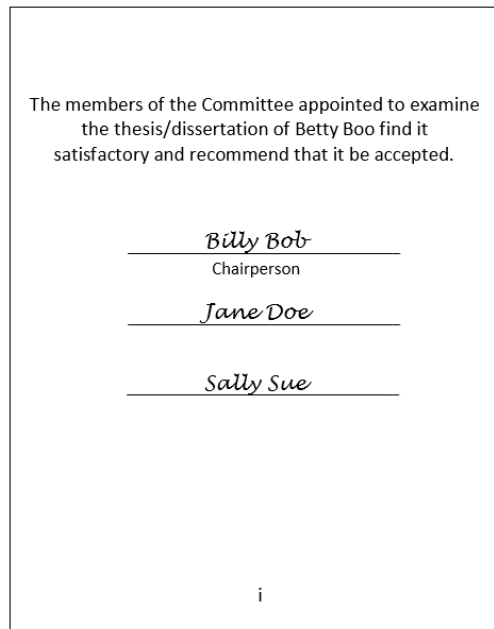 The members of the Committee appointed to examine
the thesis/dissertation of Betty Boo find it
satisfactory and recommend that it be accepted.
Billy Bob
Chairperson
Jane Doe
Sally Sue
i